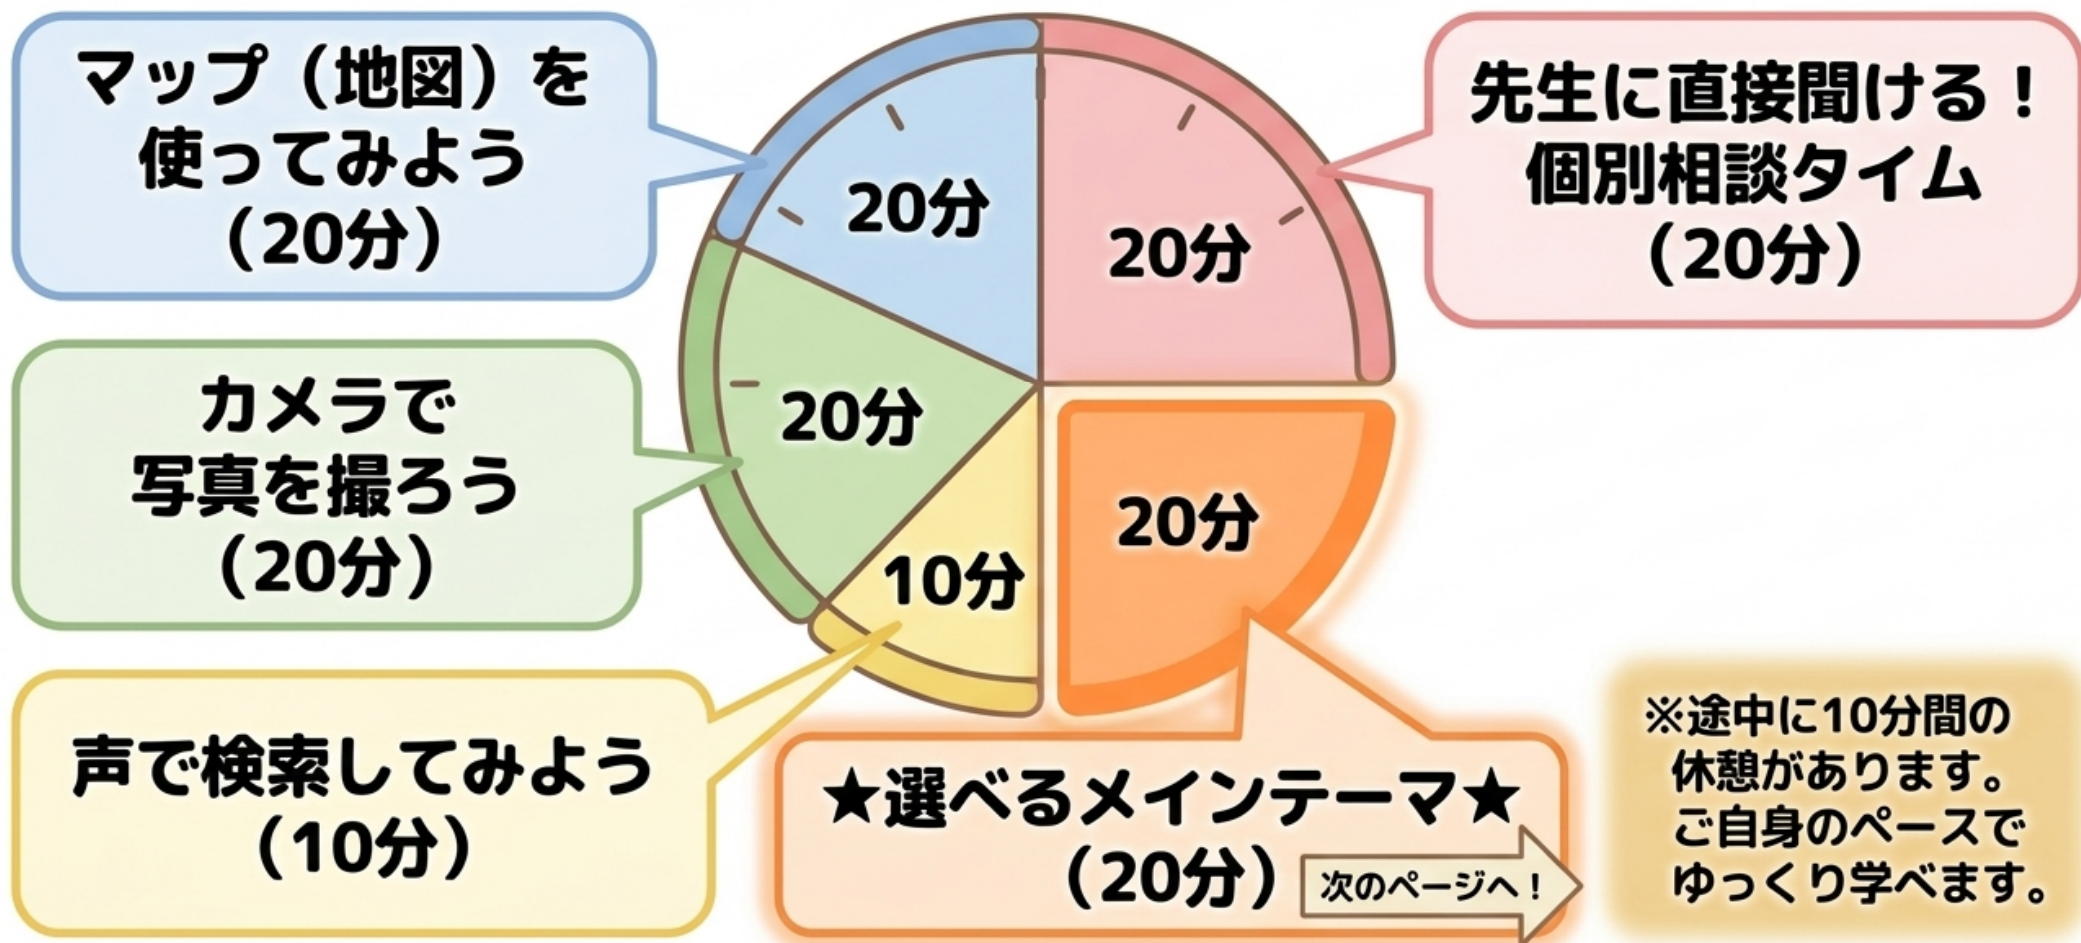 マップ（地図）を
使ってみよう
（20分）
先生に直接聞ける！
個別相談タイム
（20分）
20分
20分
カメラで
写真を撮ろう
（20分）
20分
20分
10分
声で検索してみよう
（10分）
★選べるメインテーマ★
（20分）
次のページへ！
※途中に10分間の
休憩があります。
ご自身のペースで
ゆっくり学べます。